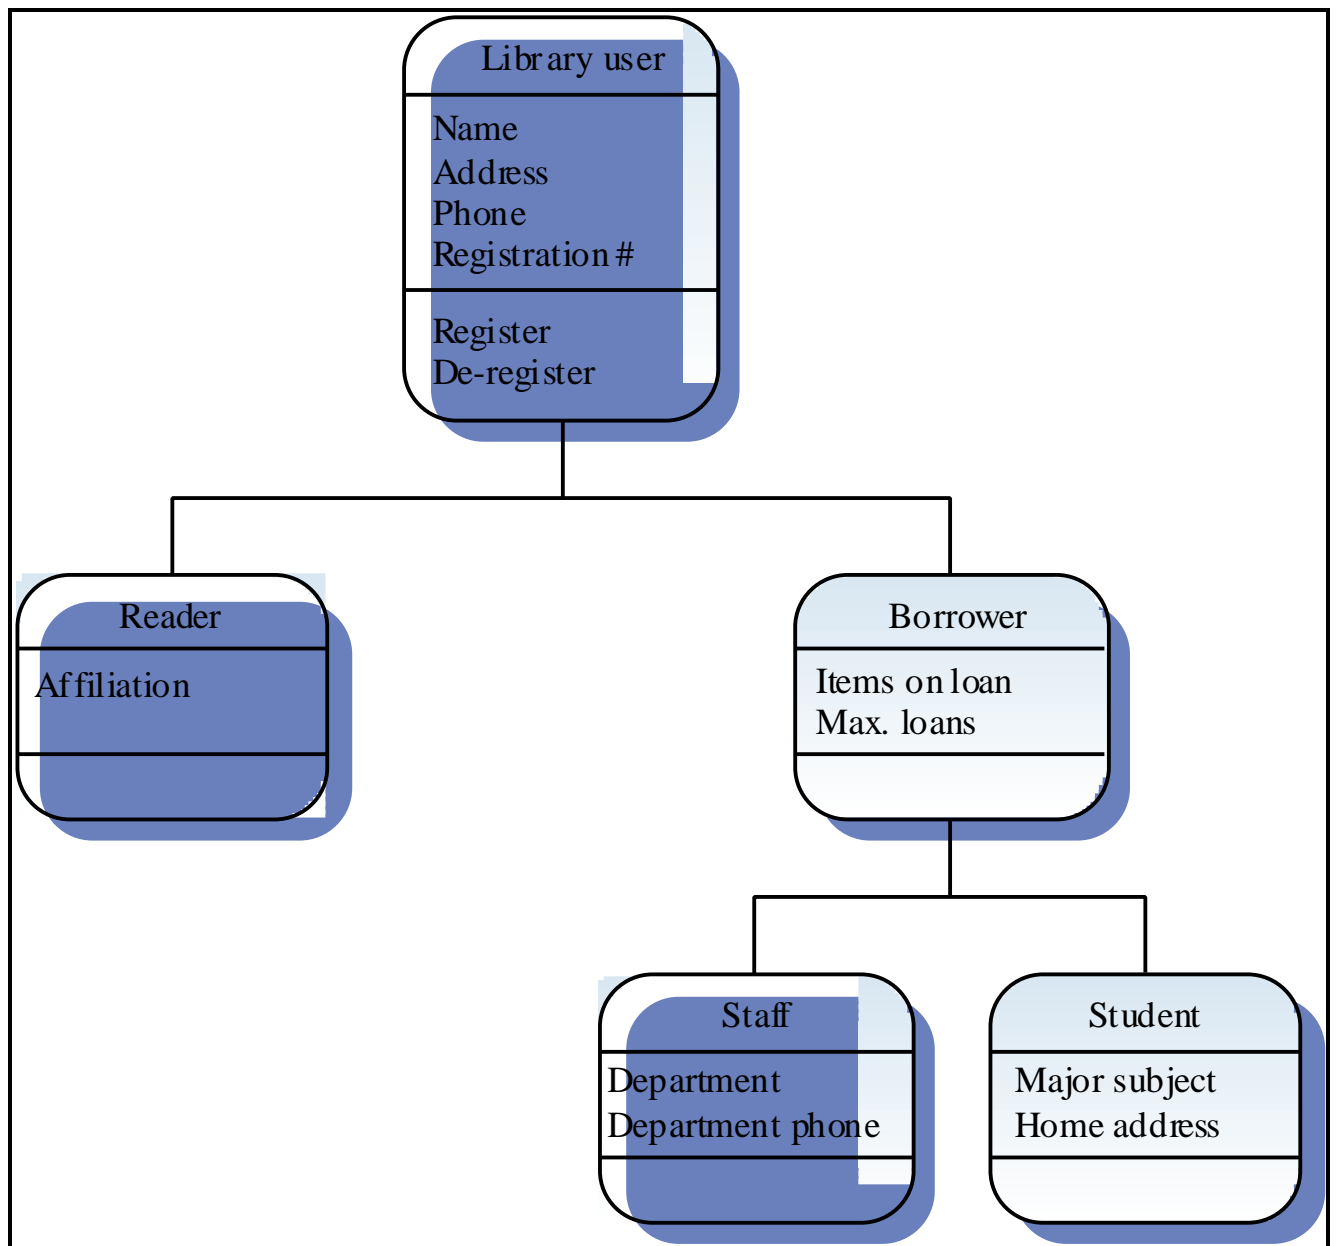 Library user
Name
Address
Phone
Registration #
Register
De-register
Reader
Affiliation
Borrower
Items on loan
Max. loans
Staff
Department
Department phone
Student
Major subject
Home address